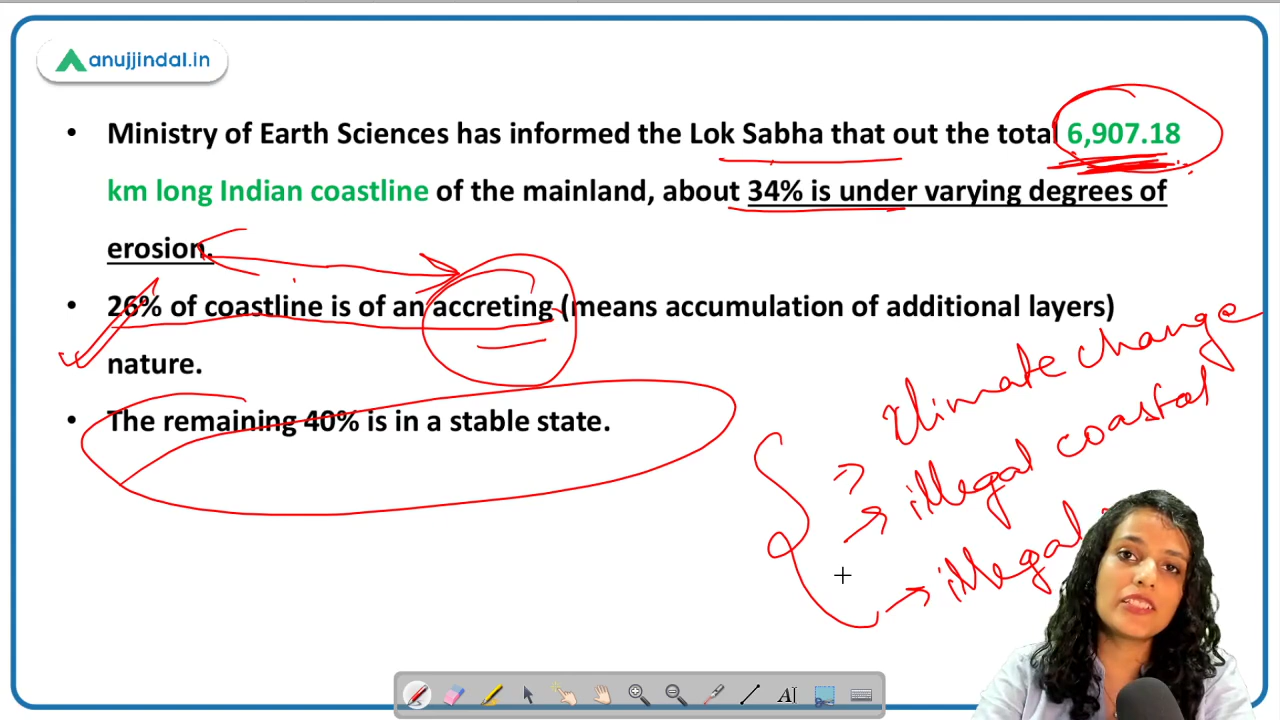 anujjindal.in
• Ministry of Earth Sciences has informed the Lok Sabha that out the total 6,907.18
km long Indian coastline of the mainland, about 34% is under varying degrees of
erosion.
• 26% of coastline is of an accreting (means accumulation of additional layers)
nature.
• The remaining 40% is in a stable state.
→ climate change
→ illegal coastal
→ illegal
AI